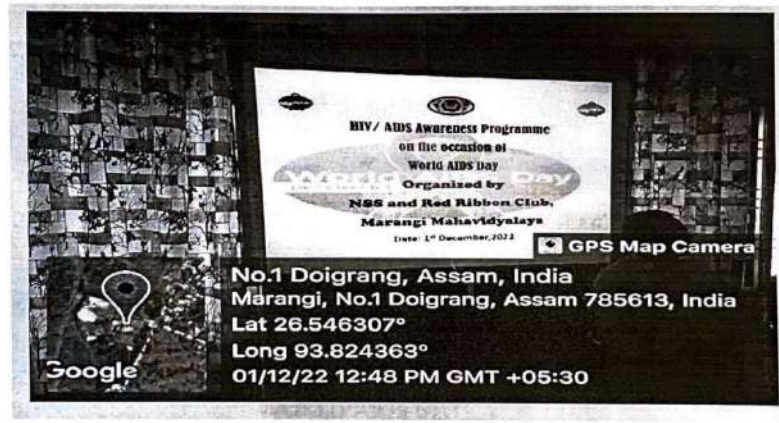 HIV/ AIDS Awareness Programme
on the occasion of
World AIDS Day
Organized by
NSS and Red Ribbon Club,
Marangi Mahavidyalaya
Date: 1st December, 2022
World Day
GPS Map Camera
No.1 Doigrang, Assam, India
Marangi, No.1 Doigrang, Assam 785613, India
Lat 26.546307°
Long 93.824363°
01/12/22 12:48 PM GMT +05:30
Google